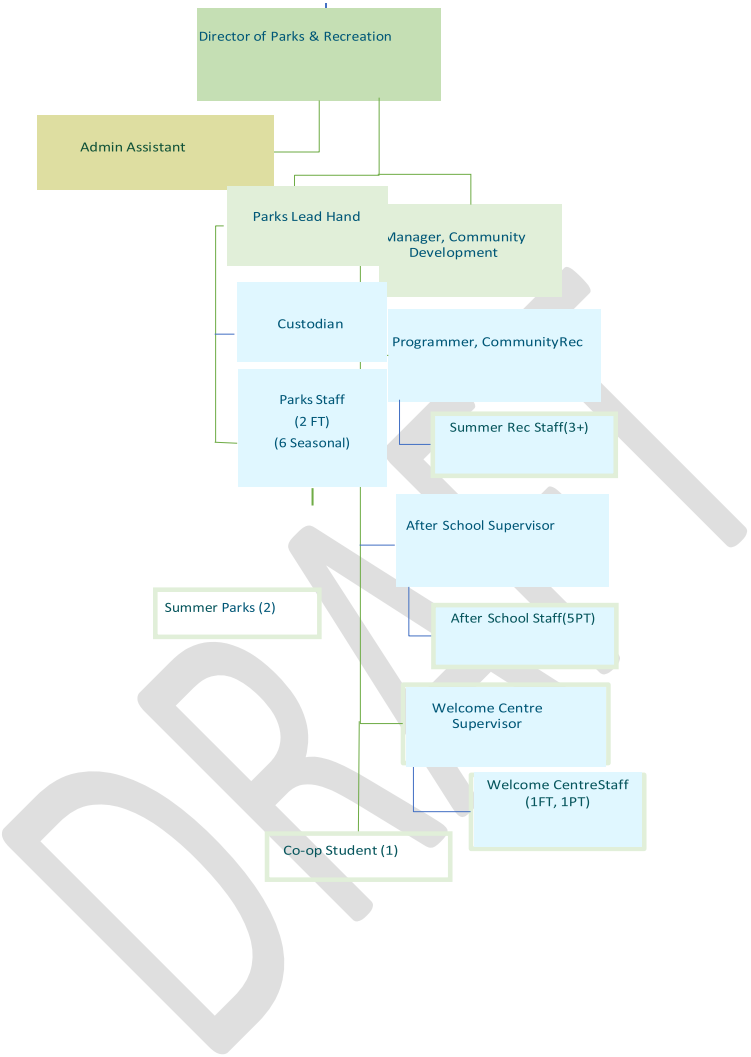 Director of Parks & Recreation
Admin Assistant
Parks Lead Hand
Manager, Community
Development
Custodian
Programmer, CommunityRec
Parks Staff
(2 FT)
(6 Seasonal)
Summer Rec Staff(3+)
After School Supervisor
Summer Parks (2)
After School Staff(5PT)
Welcome Centre
Supervisor
Welcome CentreStaff
(1FT, 1PT)
Co-op Student (1)
DRAFT